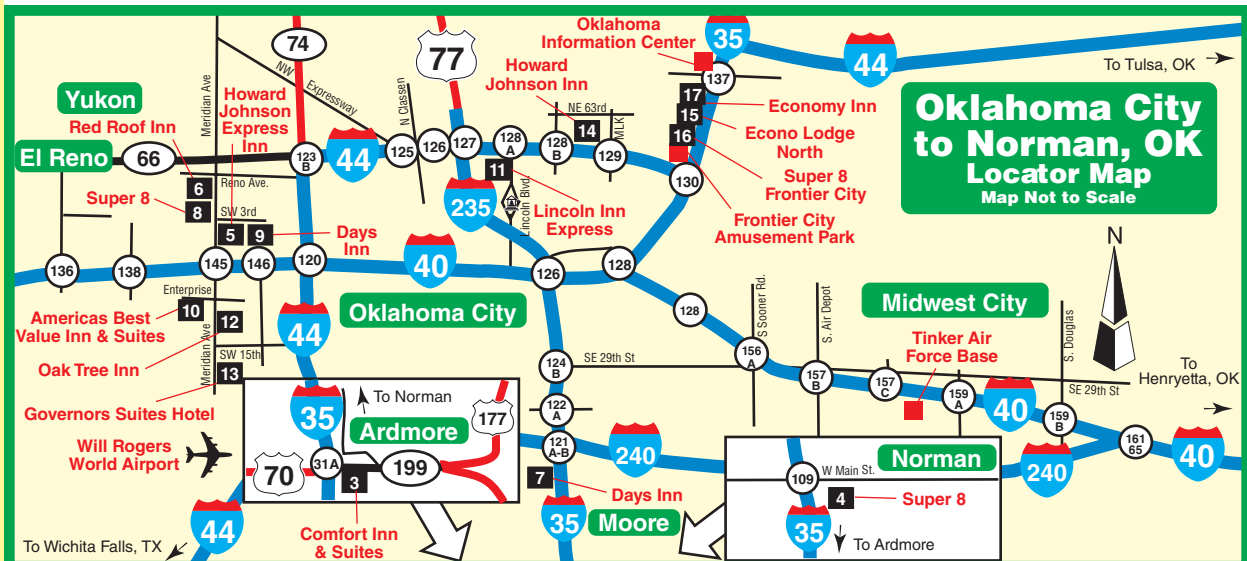 Oklahoma City
to Norman, OK
Locator Map
Map Not to Scale
N
74
77
35
44
To Tulsa, OK
Oklahoma
Information Center
Howard
Johnson Inn
NW Expressway
N Classen
Meridian Ave
Yukon
Howard
Johnson
Express
Inn
Red Roof Inn
El Reno
66
123
B
44
125
126
127
128
A
128
B
NE 63rd
14
MLK
129
130
137
17
Economy Inn
15
Econo Lodge
North
16
Super 8
Frontier City
Frontier City
Amusement Park
11
Lincoln Inn
Express
Lincoln Blvd.
235
Reno Ave.
6
Super 8
8
SW 3rd
5
9
Days
Inn
136
138
145
146
120
40
126
128
128
Enterprise
10
Americas Best
Value Inn & Suites
12
Oak Tree Inn
Meridian Ave
SW 15th
13
Governors Suites Hotel
44
Oklahoma City
Midwest City
S Sooner Rd.
S. Air Depot
S. Douglas
Tinker Air
Force Base
To
Henryetta, OK
124
B
SE 29th St
156
A
157
B
157
C
159
A
40
SE 29th St
159
B
161
65
40
240
122
A
121
A-B
240
7
Days Inn
35
Moore
Will Rogers
World Airport
44
To Wichita Falls, TX
35
To Norman
Ardmore
177
70
31A
199
3
Comfort Inn
& Suites
109
W Main St.
Norman
4
Super 8
35
To Ardmore